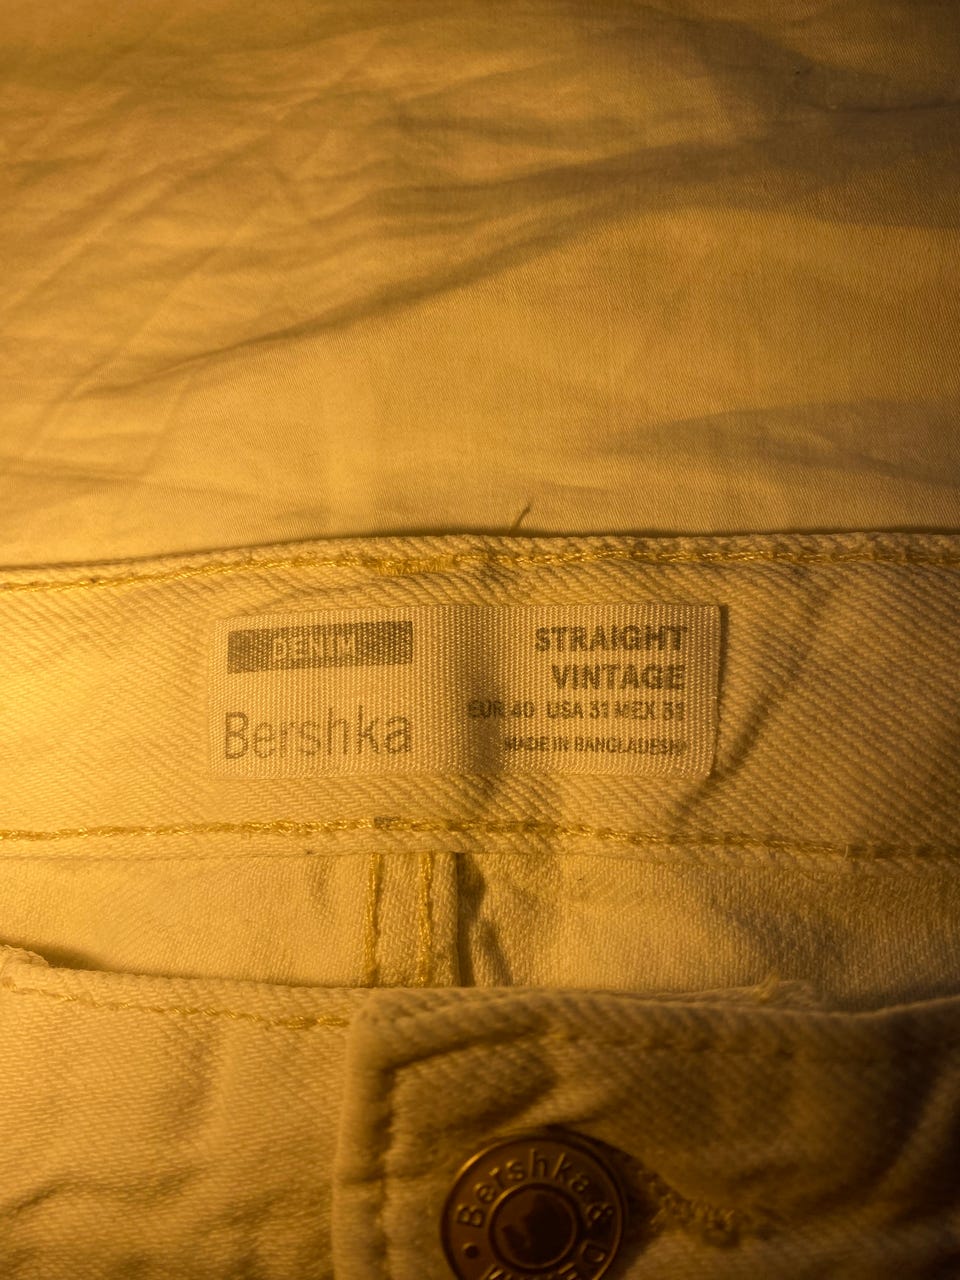 DENIM
Bershka
STRAIGHT
VINTAGE
EUR 40 USA 31 MEX 31
MADE IN BANGLADESH
Bershka & D